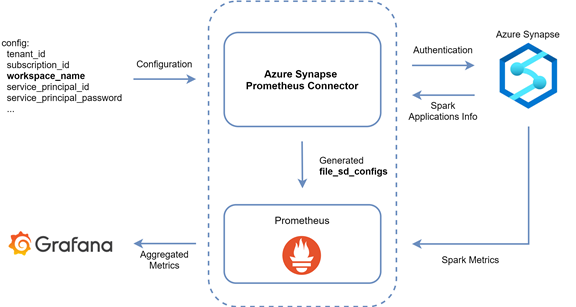 config:
tenant_id
subscription_id
workspace_name
service_principal_id
service_principal_password
...
Configuration
Azure Synapse
Prometheus Connector
Authentication
Azure Synapse
Spark
Applications Info
Generated
file_sd_configs
Prometheus
Grafana
Aggregated
Metrics
Spark Metrics